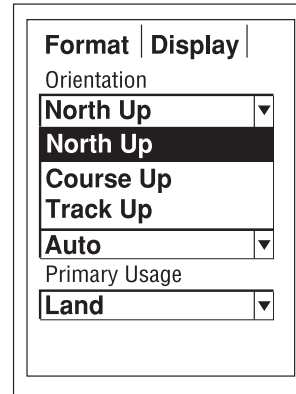 Format Display
Orientation
North Up
North Up
Course Up
Track Up
Auto
Primary Usage
Land